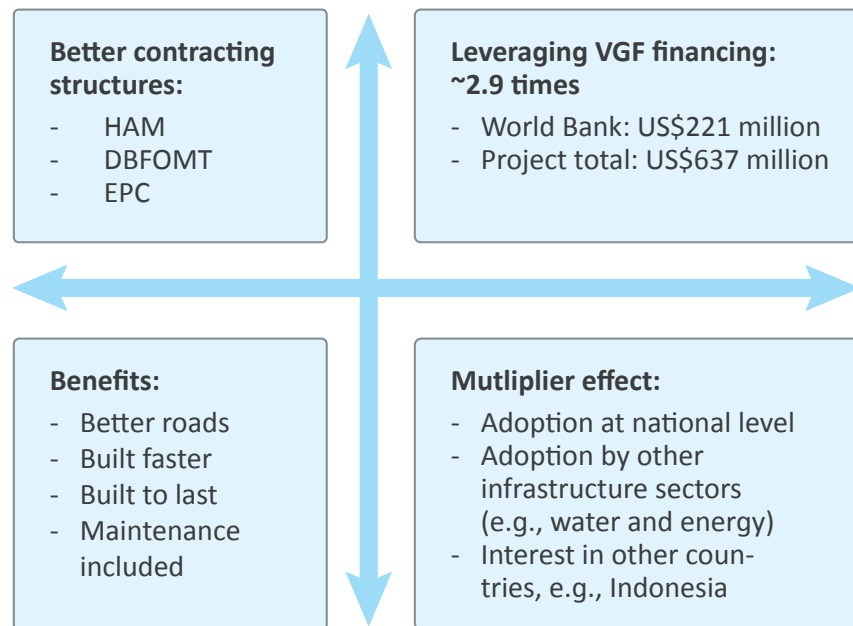 Better contracting
structures:
- HAM
- DBFOMT
- EPC
Leveraging VGF financing:
~2.9 times
- World Bank: US$221 million
- Project total: US$637 million
Benefits:
- Better roads
- Built faster
- Built to last
- Maintenance
included
Mutliplier effect:
- Adoption at national level
- Adoption by other
infrastructure sectors
(e.g., water and energy)
- Interest in other coun-
tries, e.g., Indonesia